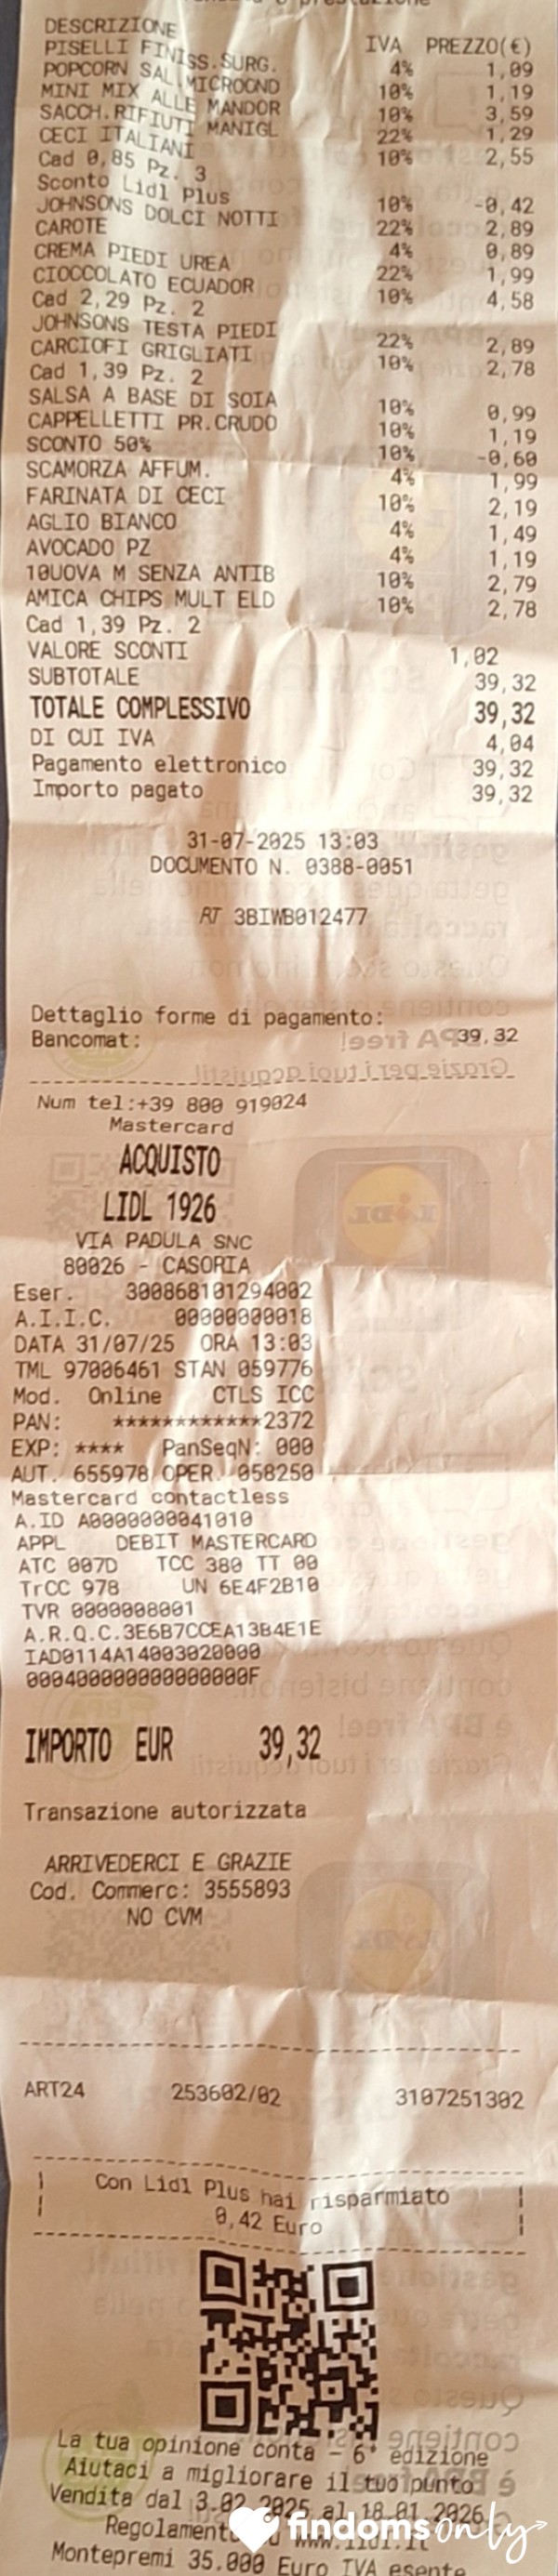 DESCRIZIONE IVA PREZZO(€)
PISELLI FINISS.SURG. 4% 1,09
POPCORN SAL.MICROOND 10% 1,19
MINI MIX ALLE MANDOR 10% 3,59
SACCH.RIFIUTI MANIGL 22% 1,29
CECI ITALIANI 10% 2,55
Cad 0,85 Pz. 3
Sconto Lidl Plus 10% -0,42
JOHNSONS DOLCI NOTTI 22% 2,89
CAROTE 4% 0,89
CREMA PIEDI UREA 22% 1,99
CIOCCOLATO ECUADOR 10% 4,58
Cad 2,29 Pz. 2
JOHNSONS TESTA PIEDI 22% 2,89
CARCIOFI GRIGLIATI 10% 2,78
Cad 1,39 Pz. 2
SALSA A BASE DI SOIA 10% 0,99
CAPPELLETTI PR.CRUDO 10% 1,19
SCONTO 50% 10% -0,60
SCAMORZA AFFUM. 4% 1,99
FARINATA DI CECI 10% 2,19
AGLIO BIANCO 4% 1,49
AVOCADO PZ 4% 1,19
10UOVA M SENZA ANTIB 10% 2,79
AMICA CHIPS MULT ELD 10% 2,78
Cad 1,39 Pz. 2
VALORE SCONTI 1,02
SUBTOTALE 39,32
TOTALE COMPLESSIVO 39,32
DI CUI IVA 4,04
Pagamento elettronico 39,32
Importo pagato 39,32
31-07-2025 13:03
DOCUMENTO N. 0388-0051
RT 3BIWB012477
Dettaglio forme di pagamento:
Bancomat: 39,32
Num tel:+39 800 919024
Mastercard
ACQUISTO
LIDL 1926
VIA PADULA SNC
80026 - CASORIA
Eser. 300868101294002
A.I.I.C. 00000000018
DATA 31/07/25 ORA 13:03
TML 97006461 STAN 059776
Mod. Online CTLS ICC
PAN: ************2372
EXP: **** PanSeqN: 000
AUT. 655978 OPER. 058250
Mastercard contactless
A.ID A0000000041010
APPL DEBIT MASTERCARD
ATC 007D TCC 380 TT 00
TrCC 978 UN 6E4F2B10
TVR 0000008001
A.R.Q.C.3E6B7CCEA13B4E1E
IAD0114A14003020000
000400000000000000F
IMPORTO EUR 39,32
Transazione autorizzata
ARRIVEDERCI E GRAZIE
Cod. Commerc: 3555893
NO CVM
ART24 253602/02 3107251302
Con Lidl Plus hai risparmiato
0,42 Euro
La tua opinione conta - 6° edizione
Aiutaci a migliorare il tuo punto
Vendita dal 3.02.2025 al 18.01.2026
Regolamento www.lidl.it
Montepremi 35.000 Euro IVA esente
findomsonly